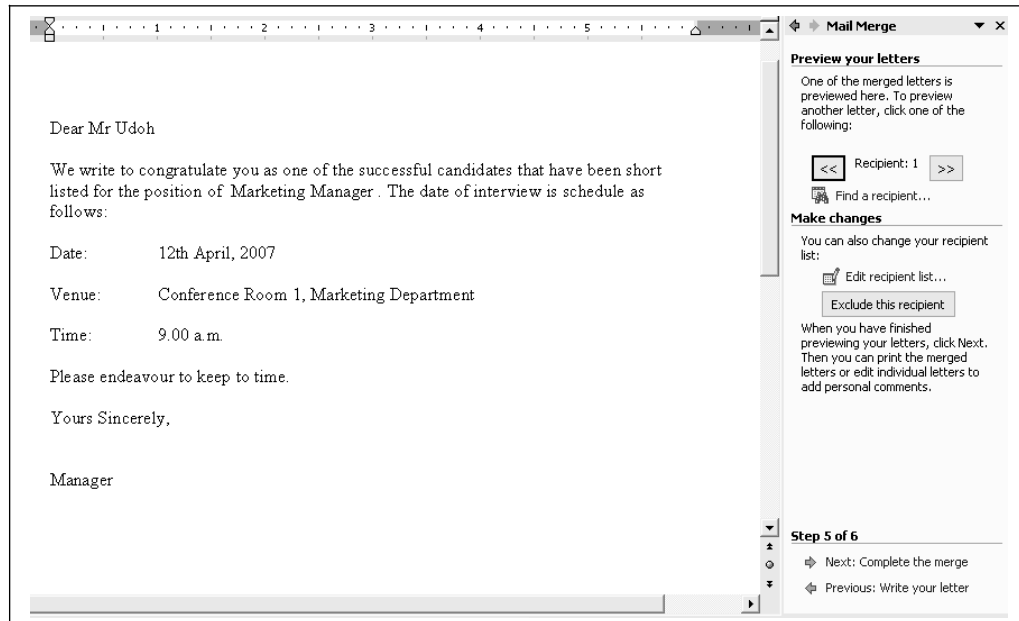 1 2 3 4 5
Dear Mr Udoh
We write to congratulate you as one of the successful candidates that have been short
listed for the position of Marketing Manager . The date of interview is schedule as
follows:
Date: 12th April, 2007
Venue: Conference Room 1, Marketing Department
Time: 9.00 a.m.
Please endeavour to keep to time.
Yours Sincerely,
Manager
Mail Merge
Preview your letters
One of the merged letters is
previewed here. To preview
another letter, click one of the
following:
<< Recipient: 1 >>
Find a recipient...
Make changes
You can also change your recipient
list:
Edit recipient list...
Exclude this recipient
When you have finished
previewing your letters, click Next.
Then you can print the merged
letters or edit individual letters to
add personal comments.
Step 5 of 6
Next: Complete the merge
Previous: Write your letter